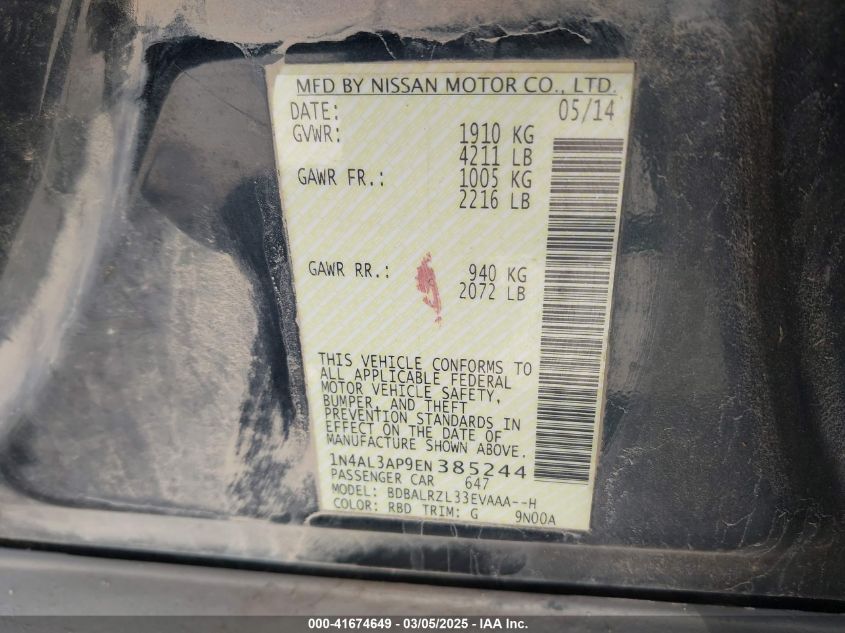 MFD BY NISSAN MOTOR CO., LTD.
DATE: 05/14
GVWR: 1910 KG
4211 LB
GAWR FR.: 1005 KG
2216 LB
GAWR RR.: 940 KG
2072 LB
THIS VEHICLE CONFORMS TO
ALL APPLICABLE FEDERAL
MOTOR VEHICLE SAFETY,
BUMPER, AND THEFT
PREVENTION STANDARDS IN
EFFECT ON THE DATE OF
MANUFACTURE SHOWN ABOVE.
1N4AL3AP9EN385244
PASSENGER CAR 647
MODEL: BDBALRZL33EVAAA--H
COLOR: RBD TRIM: G 9N00A
000-41674649 - 03/05/2025 - IAA Inc.